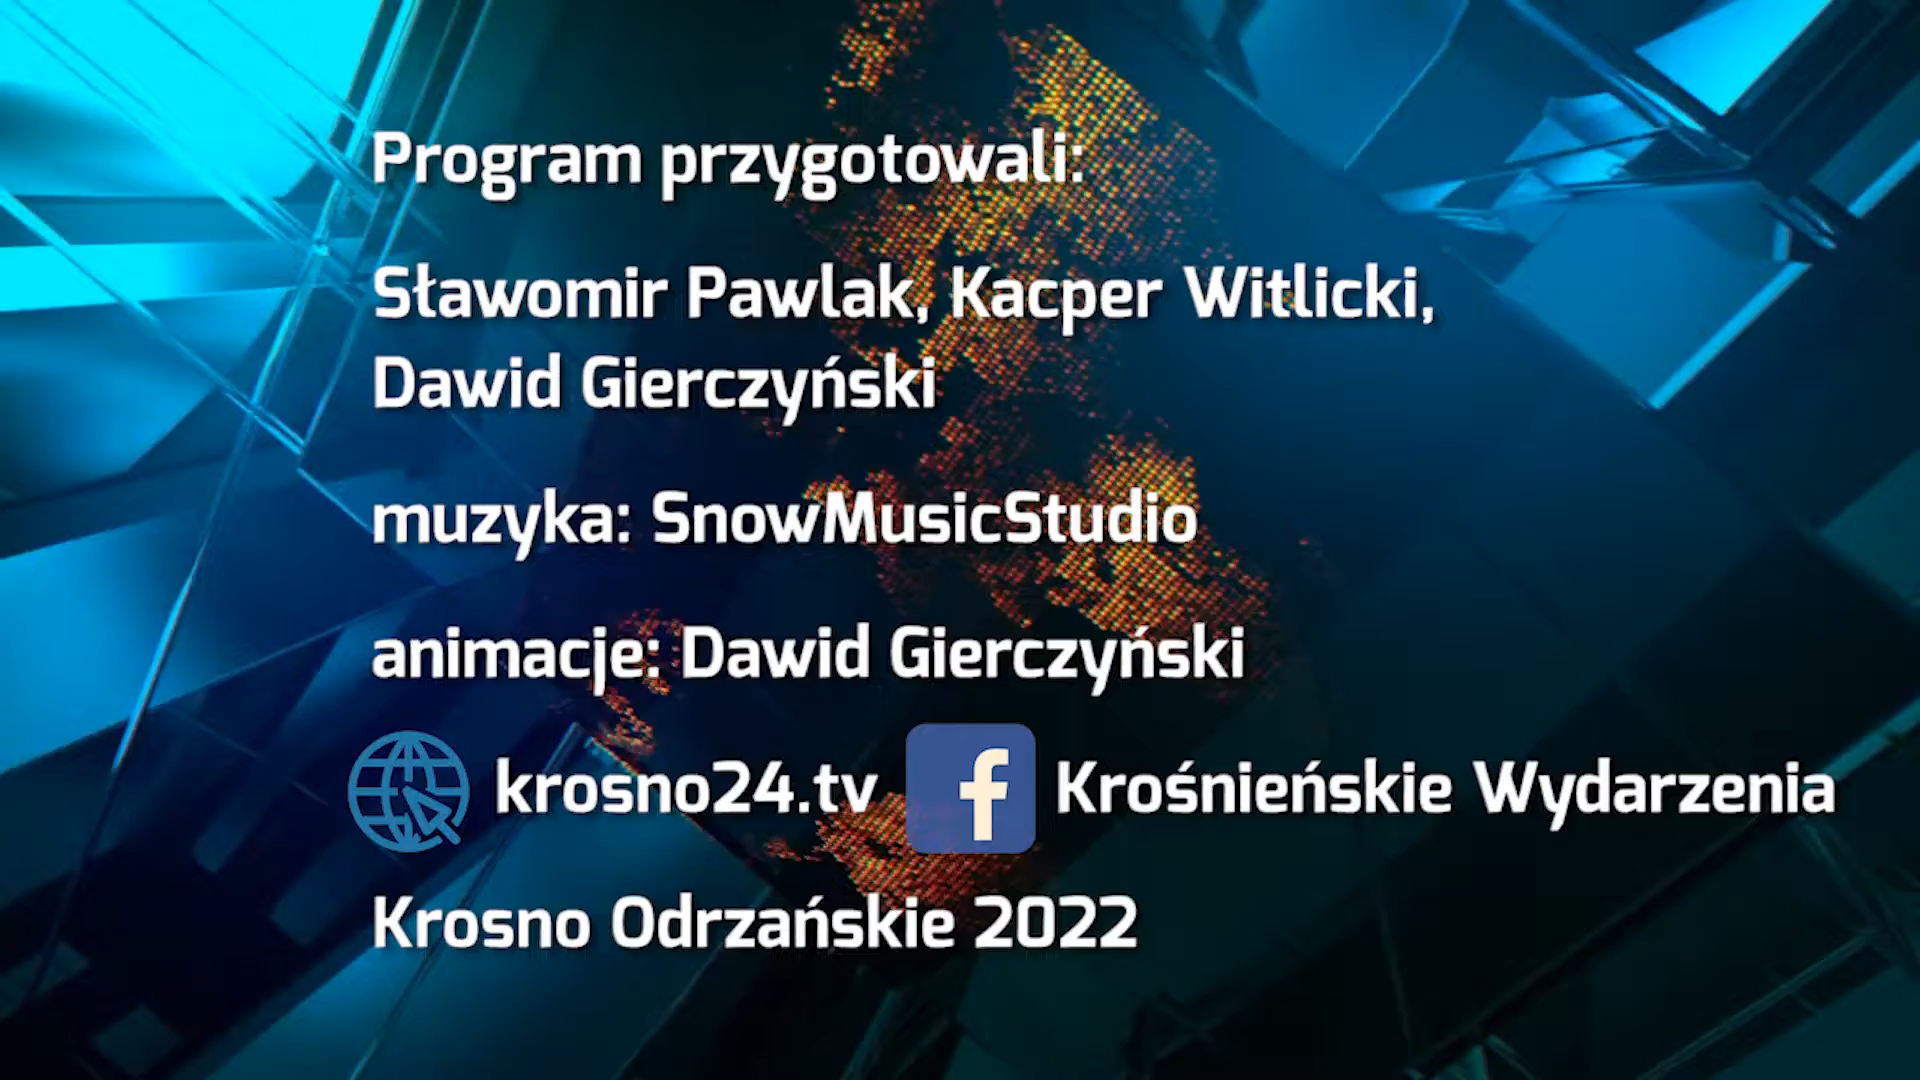 Program przygotowali:
Sławomir Pawlak, Kacper Witlicki,
Dawid Gierczyński
muzyka: SnowMusicStudio
animacje: Dawid Gierczyński
krosno24.tv f Krośnieńskie Wydarzenia
Krosno Odrzańskie 2022